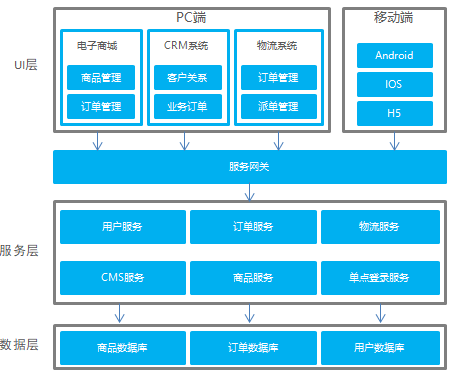 PC端
移动端
UI层
电子商城
CRM系统
物流系统
商品管理
客户关系
订单管理
订单管理
业务订单
派单管理
Android
IOS
H5
服务网关
服务层
用户服务
订单服务
物流服务
CMS服务
商品服务
单点登录服务
数据层
商品数据库
订单数据库
用户数据库